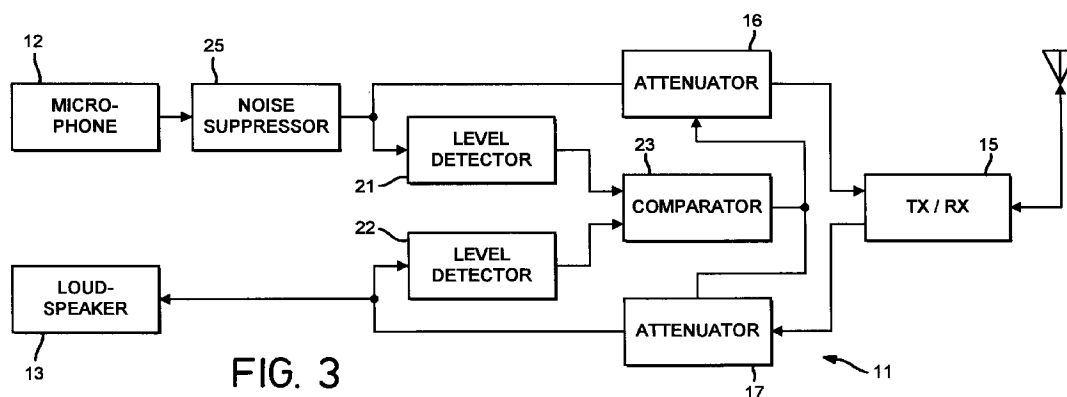 12
MICRO-
PHONE
25
NOISE
SUPPRESSOR
16
ATTENUATOR
LEVEL
DETECTOR
21
23
COMPARATOR
15
TX / RX
22
LEVEL
DETECTOR
LOUD-
SPEAKER
13
ATTENUATOR
17
11
FIG. 3